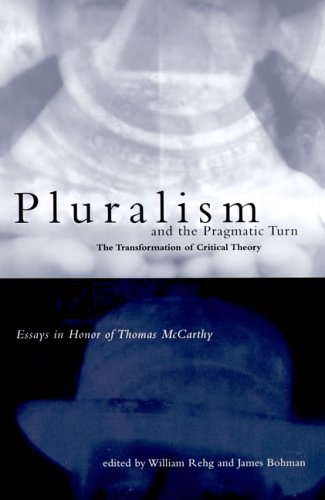 Pluralism
and the Pragmatic Turn
The Transformation of Critical Theory
Essays in Honor of Thomas McCarthy
edited by William Rehg and James Bohman